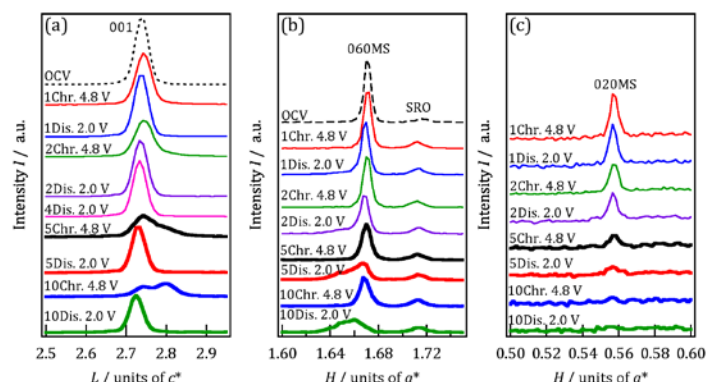 (a)
001
OCV
1Chr. 4.8 V
1Dis. 2.0 V
2Chr. 4.8 V
2Dis. 2.0 V
4Dis. 2.0 V
5Chr. 4.8 V
5Dis. 2.0 V
10Chr. 4.8 V
10Dis. 2.0 V
Intensity I / a.u.
2.5 2.6 2.7 2.8 2.9
L / units of c*
(b)
060MS
OCV
SRO
1Chr. 4.8 V
1Dis. 2.0 V
2Chr. 4.8 V
2Dis. 2.0 V
5Chr. 4.8 V
5Dis. 2.0 V
10Chr. 4.8 V
10Dis. 2.0 V
Intensity I / a.u.
1.60 1.64 1.68 1.72
H / units of a*
(c)
020MS
1Chr. 4.8 V
1Dis. 2.0 V
2Chr. 4.8 V
2Dis. 2.0 V
5Chr. 4.8 V
5Dis. 2.0 V
10Chr. 4.8 V
10Dis. 2.0 V
Intensity I / a.u.
0.50 0.52 0.54 0.56 0.58 0.60
H / units of a*